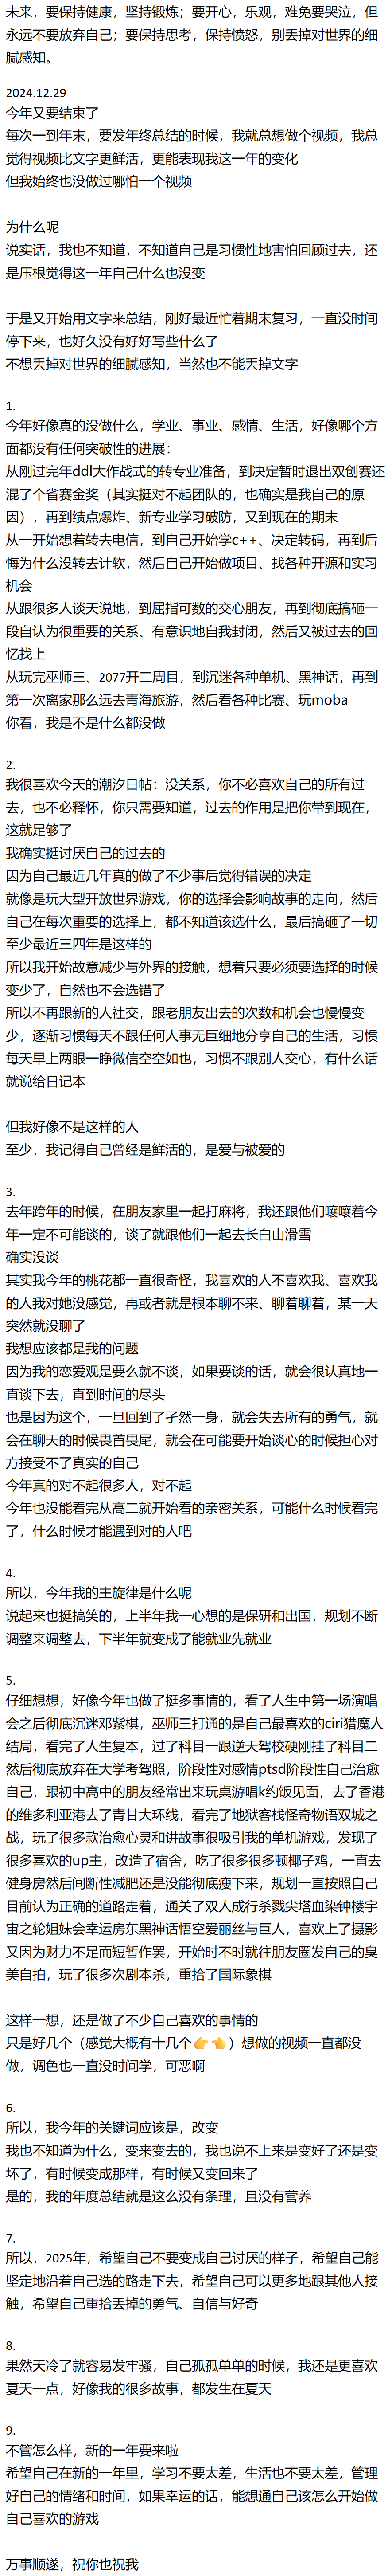 未来，要保持健康，坚持锻炼；要开心，乐观，难免要哭泣，但
永远不要放弃自己；要保持思考，保持愤怒，别丢掉对世界的细
腻感知。
2024.12.29
今年又要结束了
每次一到年末，要发年终总结的时候，我就总想做个视频，我总
觉得视频比文字更鲜活，更能表现我这一年的变化
但我始终也没做过哪怕一个视频
为什么呢
说实话，我也不知道，不知道自己是习惯性地害怕回顾过去，还
是压根觉得这一年自己什么也没变
于是又开始用文字来总结，刚好最近忙着期末复习，一直没时间
停下来，也好久没有好好写些什么了
不想丢掉对世界的细腻感知，当然也不能丢掉文字
1.
今年好像真的没做什么，学业、事业、感情、生活，好像哪个方
面都没有任何突破性的进展：
从刚过完年ddl大作战式的转专业准备，到决定暂时退出双创赛还
混了个省赛金奖（其实挺对不起团队的，也确实是我自己的原
因），再到绩点爆炸、新专业学习破防，又到现在的期末
从一开始想着转去电信，到自己开始学c++、决定转码，再到后
悔为什么没转去计软，然后自己开始做项目、找各种开源和实习
机会
从跟很多人谈天说地，到屈指可数的交心朋友，再到彻底搞砸一
段自认为很重要的关系、有意识地自我封闭，然后又被过去的回
忆找上
从玩完巫师三、2077开二周目，到沉迷各种单机、黑神话，再到
第一次离家那么远去青海旅游，然后看各种比赛、玩moba
你看，我是不是什么都没做
2.
我很喜欢今天的潮汐日帖：没关系，你不必喜欢自己的所有过
去，也不必释怀，你只需要知道，过去的作用是把你带到现在，
这就足够了
我确实挺讨厌自己的过去的
因为自己最近几年真的做了不少事后觉得错误的决定
就像是玩大型开放世界游戏，你的选择会影响故事的走向，然后
自己在每次重要的选择上，都不知道该选什么，最后搞砸了一切
至少最近三四年是这样的
所以我开始故意减少与外界的接触，想着只要必须要选择的时候
变少了，自然也不会选错了
所以不再跟新的人社交，跟老朋友出去的次数和机会也慢慢变
少，逐渐习惯每天不跟任何人事无巨细地分享自己的生活，习惯
每天早上两眼一睁微信空空如也，习惯不跟别人交心，有什么话
就说给日记本
但我好像不是这样的人
至少，我记得自己曾经是鲜活的，是爱与被爱的
3.
去年跨年的时候，在朋友家里一起打麻将，我还跟他们嚷嚷着今
年一定不可能谈的，谈了就跟他们一起去长白山滑雪
确实没谈
其实我今年的桃花都一直很奇怪，我喜欢的人不喜欢我、喜欢我
的人我对她没感觉，再或者就是根本聊不来、聊着聊着，某一天
突然就没聊了
我想应该都是我的问题
因为我的恋爱观是要么就不谈，如果要谈的话，就会很认真地一
直谈下去，直到时间的尽头
也是因为这个，一旦回到了孑然一身，就会失去所有的勇气，就
会在聊天的时候畏首畏尾，就会在可能要开始谈心的时候担心对
方接受不了真实的自己
今年真的对不起很多人，对不起
今年也没能看完从高二就开始看的亲密关系，可能什么时候看完
了，什么时候才能遇到对的人吧
4.
所以，今年我的主旋律是什么呢
说起来也挺搞笑的，上半年我一心想的是保研和出国，规划不断
调整来调整去，下半年就变成了能就业先就业
5.
仔细想想，好像今年也做了挺多事情的，看了人生中第一场演唱
会之后彻底沉迷邓紫棋，巫师三打通的是自己最喜欢的ciri猎魔人
结局，看完了人生复本，过了科目一跟逆天驾校硬刚挂了科目二
然后彻底放弃在大学考驾照，阶段性对感情ptsd阶段性自己治愈
自己，跟初中高中的朋友经常出来玩桌游唱k约饭见面，去了香港
的维多利亚港去了青甘大环线，看完了地狱客栈怪奇物语双城之
战，玩了很多款治愈心灵和讲故事很吸引我的单机游戏，发现了
很多喜欢的up主，改造了宿舍，吃了很多很多顿椰子鸡，一直去
健身房然后间断性减肥还是没能彻底瘦下来，规划一直按照自己
目前认为正确的道路走着，通关了双人成行杀戮尖塔血染钟楼宇
宙之轮姐妹会幸运房东黑神话悟空爱丽丝与巨人，喜欢上了摄影
又因为财力不足而短暂作罢，开始时不时就往朋友圈发自己的臭
美自拍，玩了很多次剧本杀，重拾了国际象棋
这样一想，还是做了不少自己喜欢的事情的
只是好几个（感觉大概有十几个👉👈）想做的视频一直都没
做，调色也一直没时间学，可恶啊
6.
所以，我今年的关键词应该是，改变
我也不知道为什么，变来变去的，我也说不上来是变好了还是变
坏了，有时候变成那样，有时候又变回来了
是的，我的年度总结就是这么没有条理，且没有营养
7.
所以，2025年，希望自己不要变成自己讨厌的样子，希望自己能
坚定地沿着自己选的路走下去，希望自己可以更多地跟其他人接
触，希望自己重拾丢掉的勇气、自信与好奇
8.
果然天冷了就容易发牢骚，自己孤孤单单的时候，我还是更喜欢
夏天一点，好像我的很多故事，都发生在夏天
9.
不管怎么样，新的一年要来啦
希望自己在新的一年里，学习不要太差，生活也不要太差，管理
好自己的情绪和时间，如果幸运的话，能想通自己该怎么开始做
自己喜欢的游戏
万事顺遂，祝你也祝我